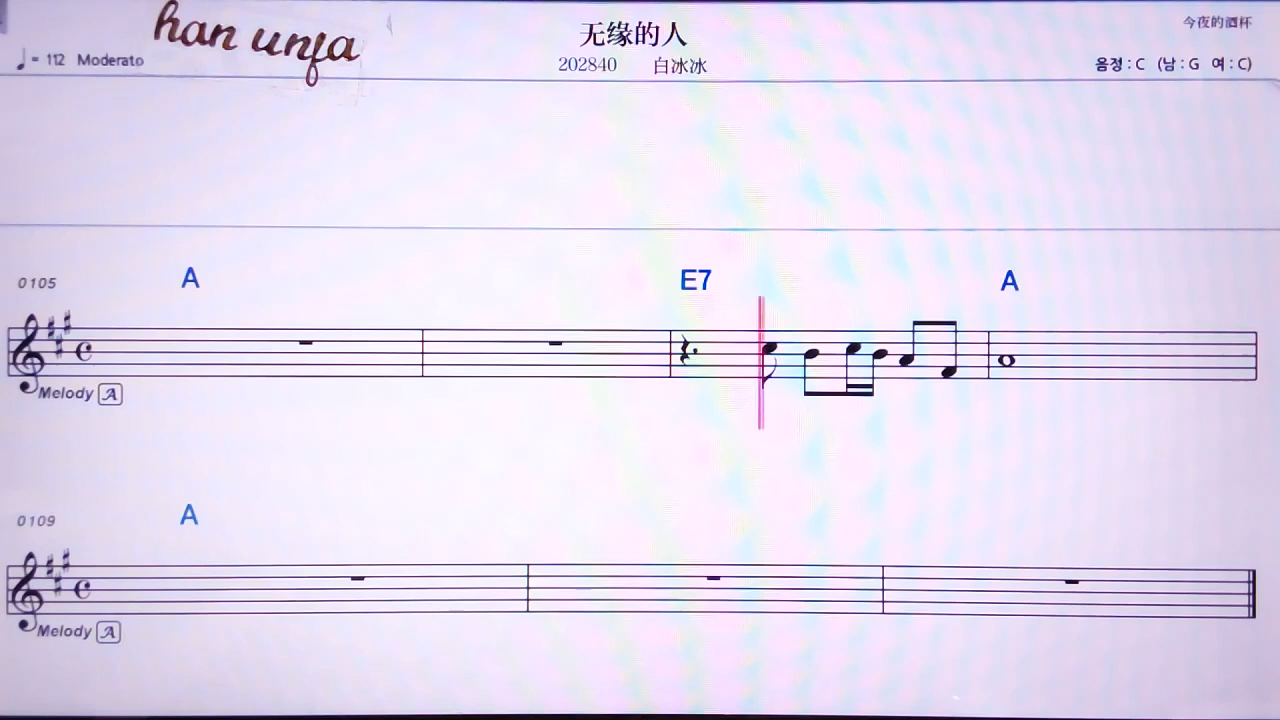 han unfa
无缘的人
今夜的酒杯
♩= 112 Moderato
202840 白冰冰
음정 : C (남 : G 여 : C)
0105 A E7 A
Melody A
0109 A
Melody A